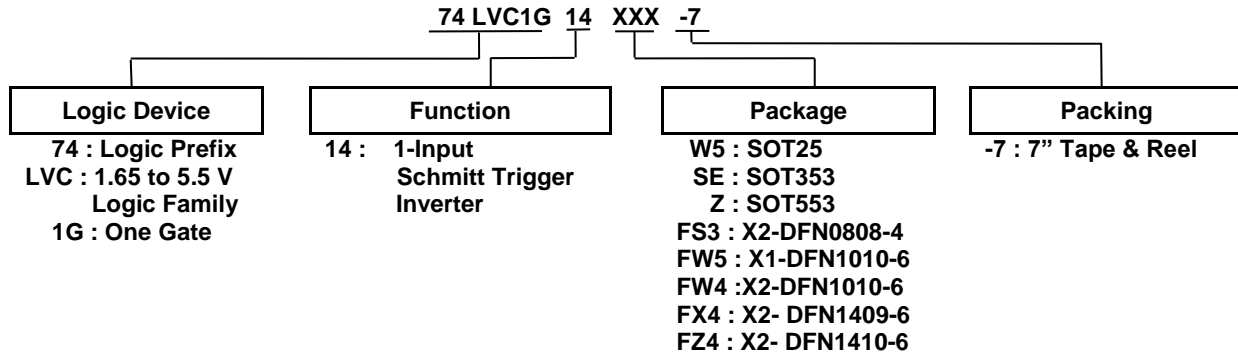 74 LVC1G 14 XXX -7
Logic Device
74 : Logic Prefix
LVC : 1.65 to 5.5 V
Logic Family
1G : One Gate
Function
14 : 1-Input
Schmitt Trigger
Inverter
Package
W5 : SOT25
SE : SOT353
Z : SOT553
FS3 : X2-DFN0808-4
FW5 : X1-DFN1010-6
FW4 :X2-DFN1010-6
FX4 : X2- DFN1409-6
FZ4 : X2- DFN1410-6
Packing
-7 : 7” Tape & Reel